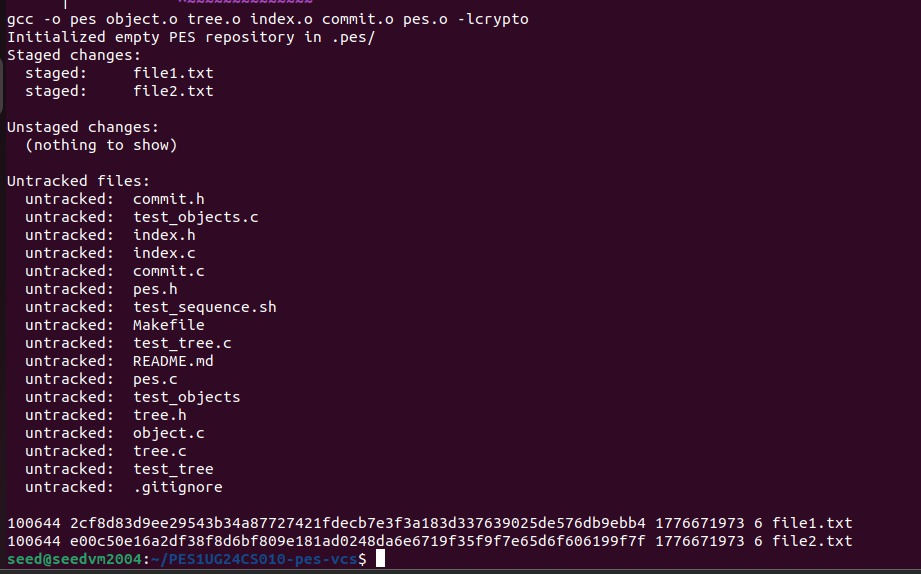 gcc -o pes object.o tree.o index.o commit.o pes.o -lcrypto
Initialized empty PES repository in .pes/
Staged changes:
  staged:     file1.txt
  staged:     file2.txt

Unstaged changes:
  (nothing to show)

Untracked files:
  untracked:  commit.h
  untracked:  test_objects.c
  untracked:  index.h
  untracked:  index.c
  untracked:  commit.c
  untracked:  pes.h
  untracked:  test_sequence.sh
  untracked:  Makefile
  untracked:  test_tree.c
  untracked:  README.md
  untracked:  pes.c
  untracked:  test_objects
  untracked:  tree.h
  untracked:  object.c
  untracked:  tree.c
  untracked:  test_tree
  untracked:  .gitignore

100644 2cf8d83d9ee29543b34a87727421fdecb7e3f3a183d337639025de576db9ebb4 1776671973 6 file1.txt
100644 e00c50e16a2df38f8d6bf809e181ad0248da6e6719f35f9f7e65d6f606199f7f 1776671973 6 file2.txt
seed@seedvm2004:~/PES1UG24CS010-pes-vcs$